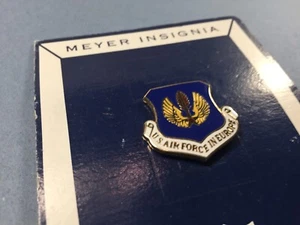 MEYER INSIGNIA
U.S. AIR FORCE IN EUROPE